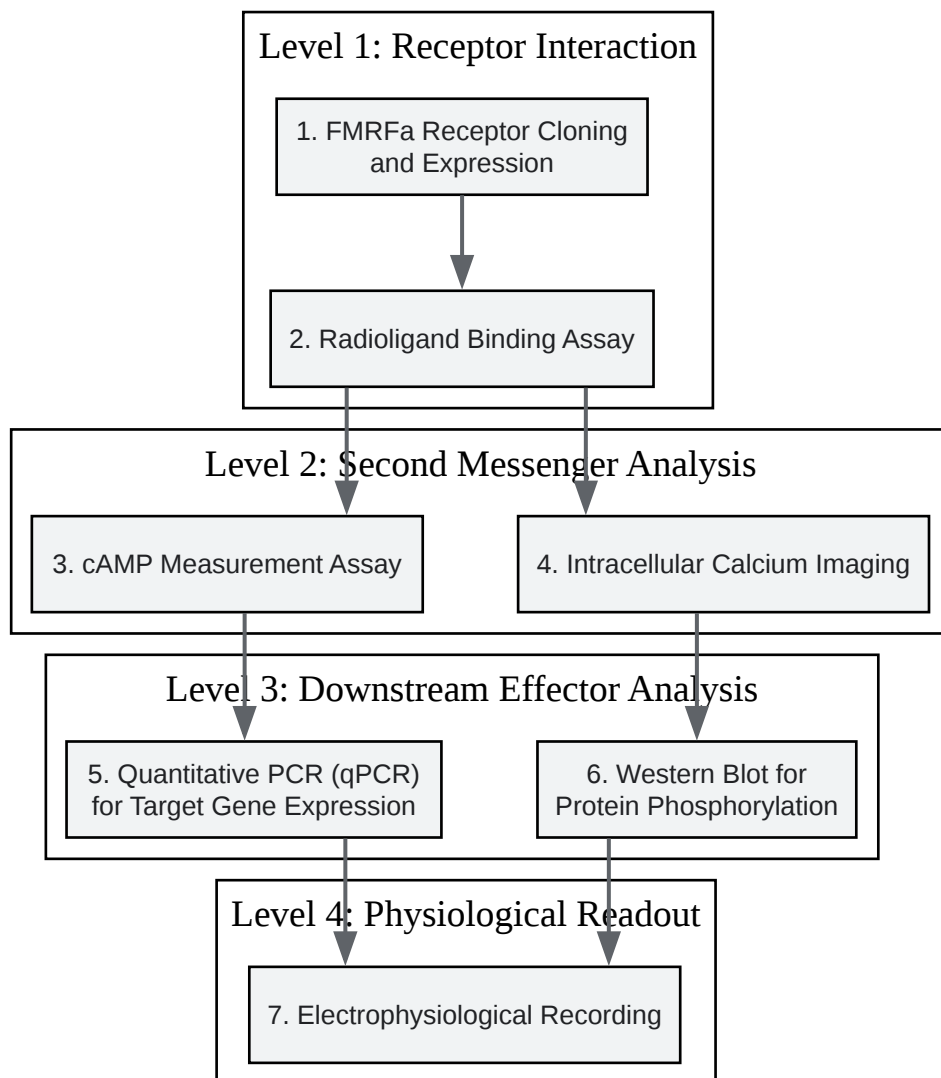 Level 1: Receptor Interaction
1. FMRFa Receptor Cloning
and Expression
2. Radioligand Binding Assay
Level 2: Second Messenger Analysis
3. cAMP Measurement Assay
4. Intracellular Calcium Imaging
Level 3: Downstream Effector Analysis
5. Quantitative PCR (qPCR)
for Target Gene Expression
6. Western Blot for
Protein Phosphorylation
Level 4: Physiological Readout
7. Electrophysiological Recording